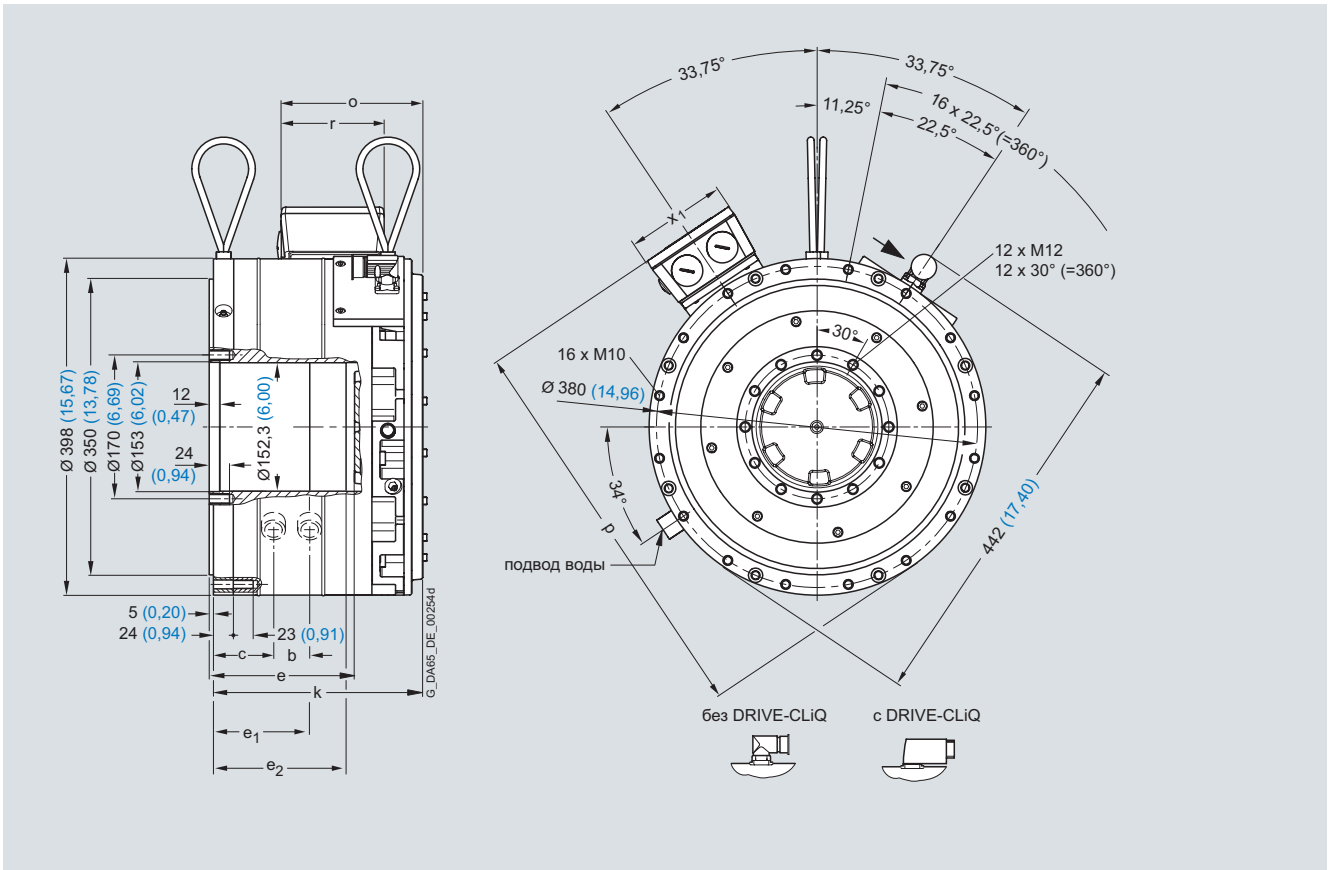 o
r
Ø 398 (15,67)
Ø 350 (13,78)
Ø170 (6,69)
Ø153 (6,02)
12
(0,47)
24
(0,94)
Ø152,3 (6,00)
5 (0,20)
24 (0,94)
23 (0,91)
c
b
e
k
e1
e2
G_DA65_DE_00254d
33,75°
33,75°
11,25°
16 x 22,5°(=360°)
22,5°
x1
12 x M12
12 x 30° (=360°)
30°
16 x M10
Ø 380 (14,96)
34°
p
подвод воды
442 (17,40)
без DRIVE-CLiQ
с DRIVE-CLiQ